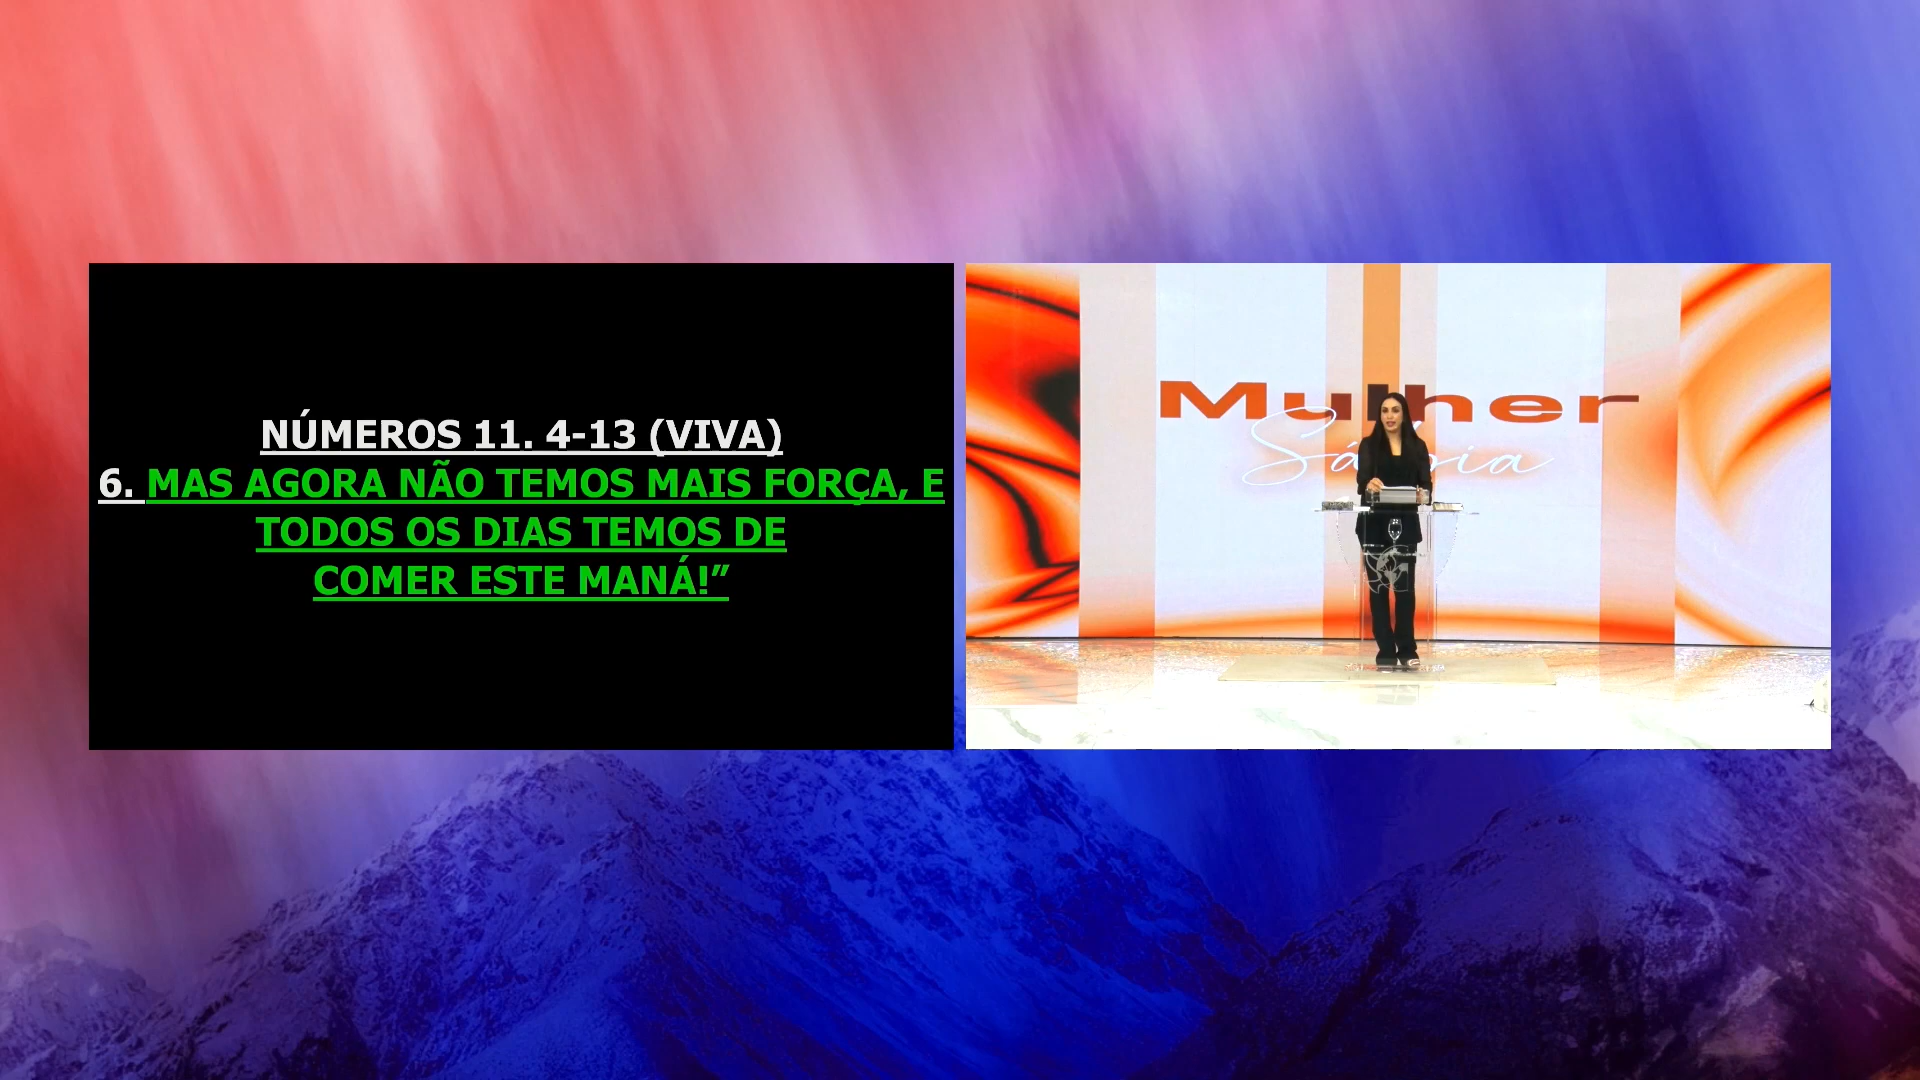 NÚMEROS 11. 4-13 (VIVA)
6. MAS AGORA NÃO TEMOS MAIS FORÇA, E
TODOS OS DIAS TEMOS DE
COMER ESTE MANÁ!”
Mulher
Sábia